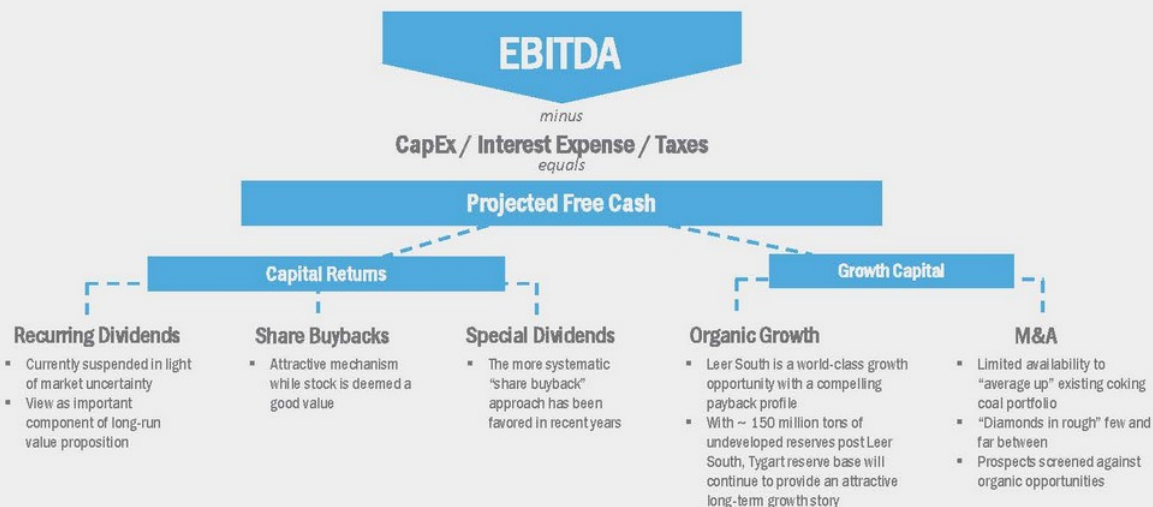 EBITDA
minus
CapEx / Interest Expense / Taxes
equals
Projected Free Cash
Capital Returns
Growth Capital
Recurring Dividends
▪ Currently suspended in light
of market uncertainty
▪ View as important
component of long-run
value proposition
Share Buybacks
▪ Attractive mechanism
while stock is deemed a
good value
Special Dividends
▪ The more systematic
“share buyback”
approach has been
favored in recent years
Organic Growth
▪ Leer South is a world-class growth
opportunity with a compelling
payback profile
▪ With ~ 150 million tons of
undeveloped reserves post Leer
South, Tygart reserve base will
continue to provide an attractive
long-term growth story
M&A
▪ Limited availability to
“average up” existing coking
coal portfolio
▪ “Diamonds in rough” few and
far between
▪ Prospects screened against
organic opportunities